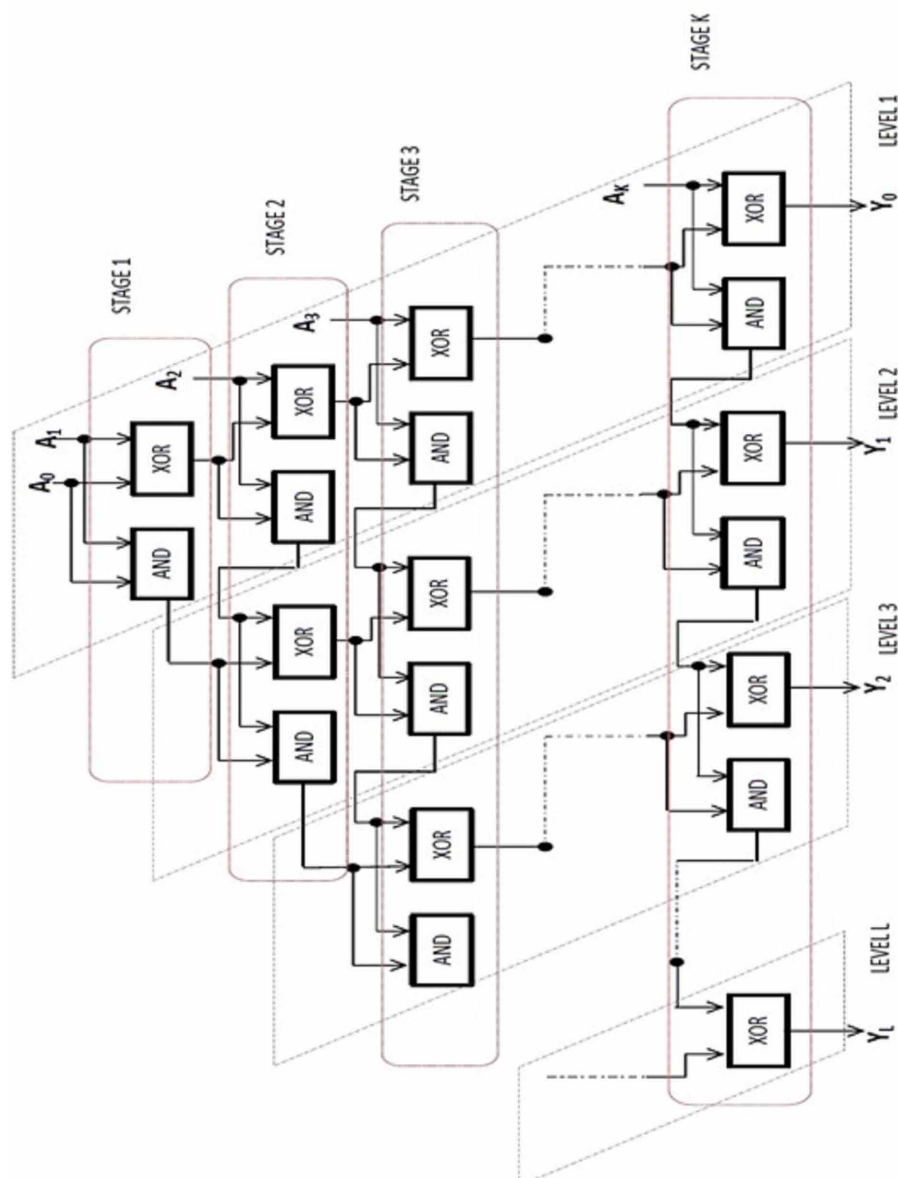 STAGE 1
STAGE 2
STAGE 3
STAGE K
A0
A1
AND
XOR
A2
AND
XOR
AND
XOR
A3
AND
XOR
AND
XOR
AND
XOR
AK
XOR
AND
XOR
AND
XOR
AND
XOR
YL
Y2
Y1
Y0
LEVEL L
LEVEL 3
LEVEL 2
LEVEL 1